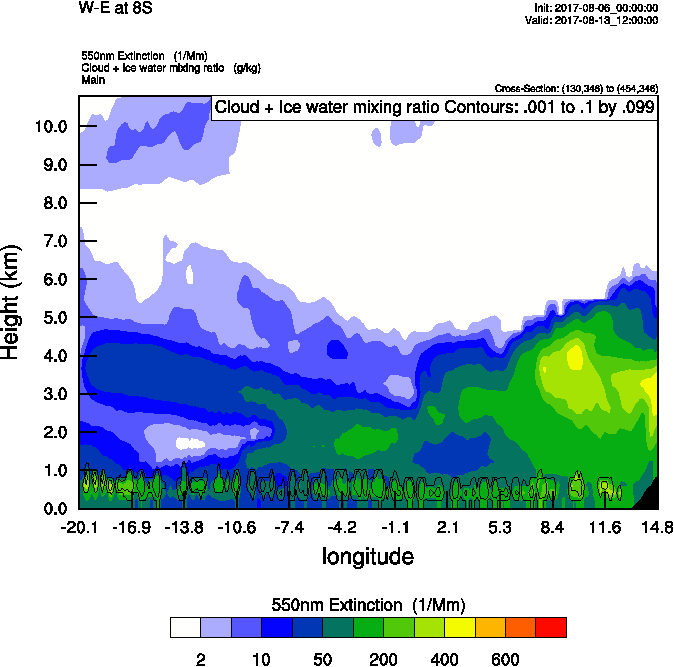 W-E at 8S
Init: 2017-08-06_00:00:00
Valid: 2017-08-13_12:00:00
550nm Extinction (1/Mm)
Cloud + Ice water mixing ratio (g/kg)
Main
Cross-Section: (130,346) to (454,346)
Cloud + Ice water mixing ratio Contours: .001 to .1 by .099
10.0
9.0
8.0
7.0
6.0
5.0
4.0
3.0
2.0
1.0
0.0
Height (km)
-20.1 -16.9 -13.8 -10.6 -7.4 -4.2 -1.1 2.1 5.3 8.4 11.6 14.8
longitude
550nm Extinction (1/Mm)
2 10 50 200 400 600